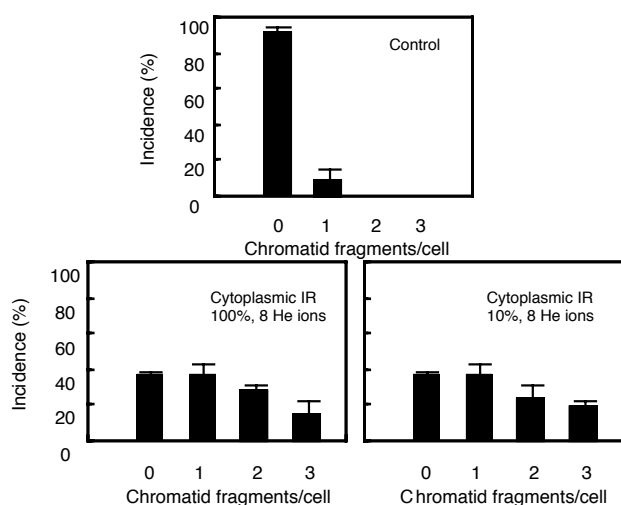 100
80
60
40
20
0
Incidence (%)
Control
0 1 2 3
Chromatid fragments/cell
100
80
60
40
20
0
Incidence (%)
Cytoplasmic IR
100%, 8 He ions
0 1 2 3
Chromatid fragments/cell
Cytoplasmic IR
10%, 8 He ions
0 1 2 3
Chromatid fragments/cell